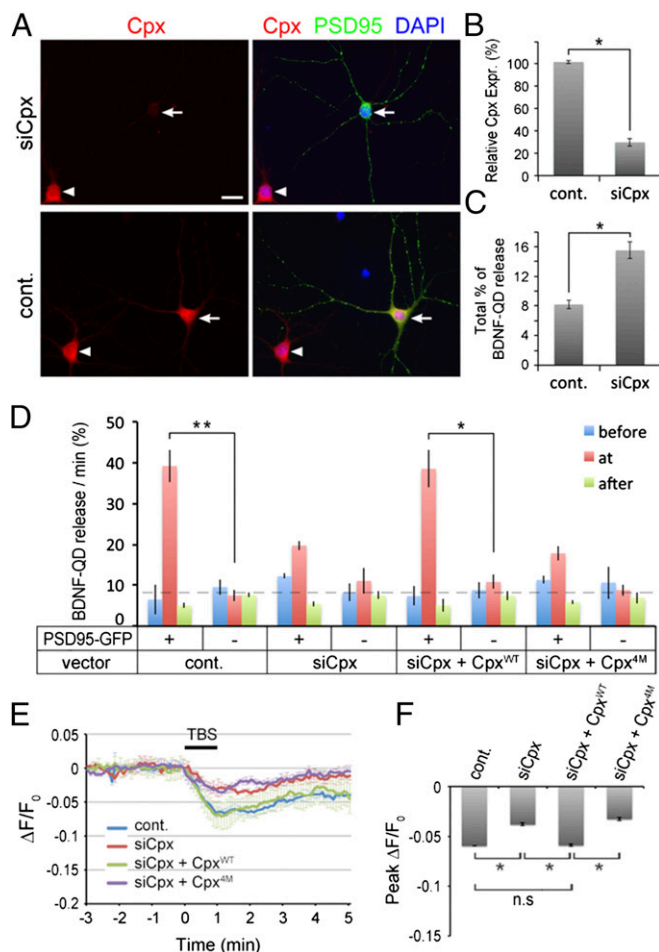 A
Cpx
Cpx PSD95 DAPI
siCpx
cont.
B
Relative Cpx Expr. (%)
100
80
60
40
20
0
*
cont. siCpx
C
Total % of
BDNF-QD release
16
12
8
4
0
*
cont. siCpx
D
BDNF-QD release / min (%)
50
40
30
20
10
0
**
*
before
at
after
PSD95-GFP + - + - + - + -
vector cont. siCpx siCpx + Cpx^WT siCpx + Cpx^4M
E
ΔF/F0
0.05
0
-0.05
-0.1
-0.15
-0.2
TBS
cont.
siCpx
siCpx + Cpx^WT
siCpx + Cpx^4M
-3 -2 -1 0 1 2 3 4 5
Time (min)
F
cont.
siCpx
siCpx + Cpx^WT
siCpx + Cpx^4M
Peak ΔF/F0
0
-0.05
-0.1
-0.15
* * *
n.s